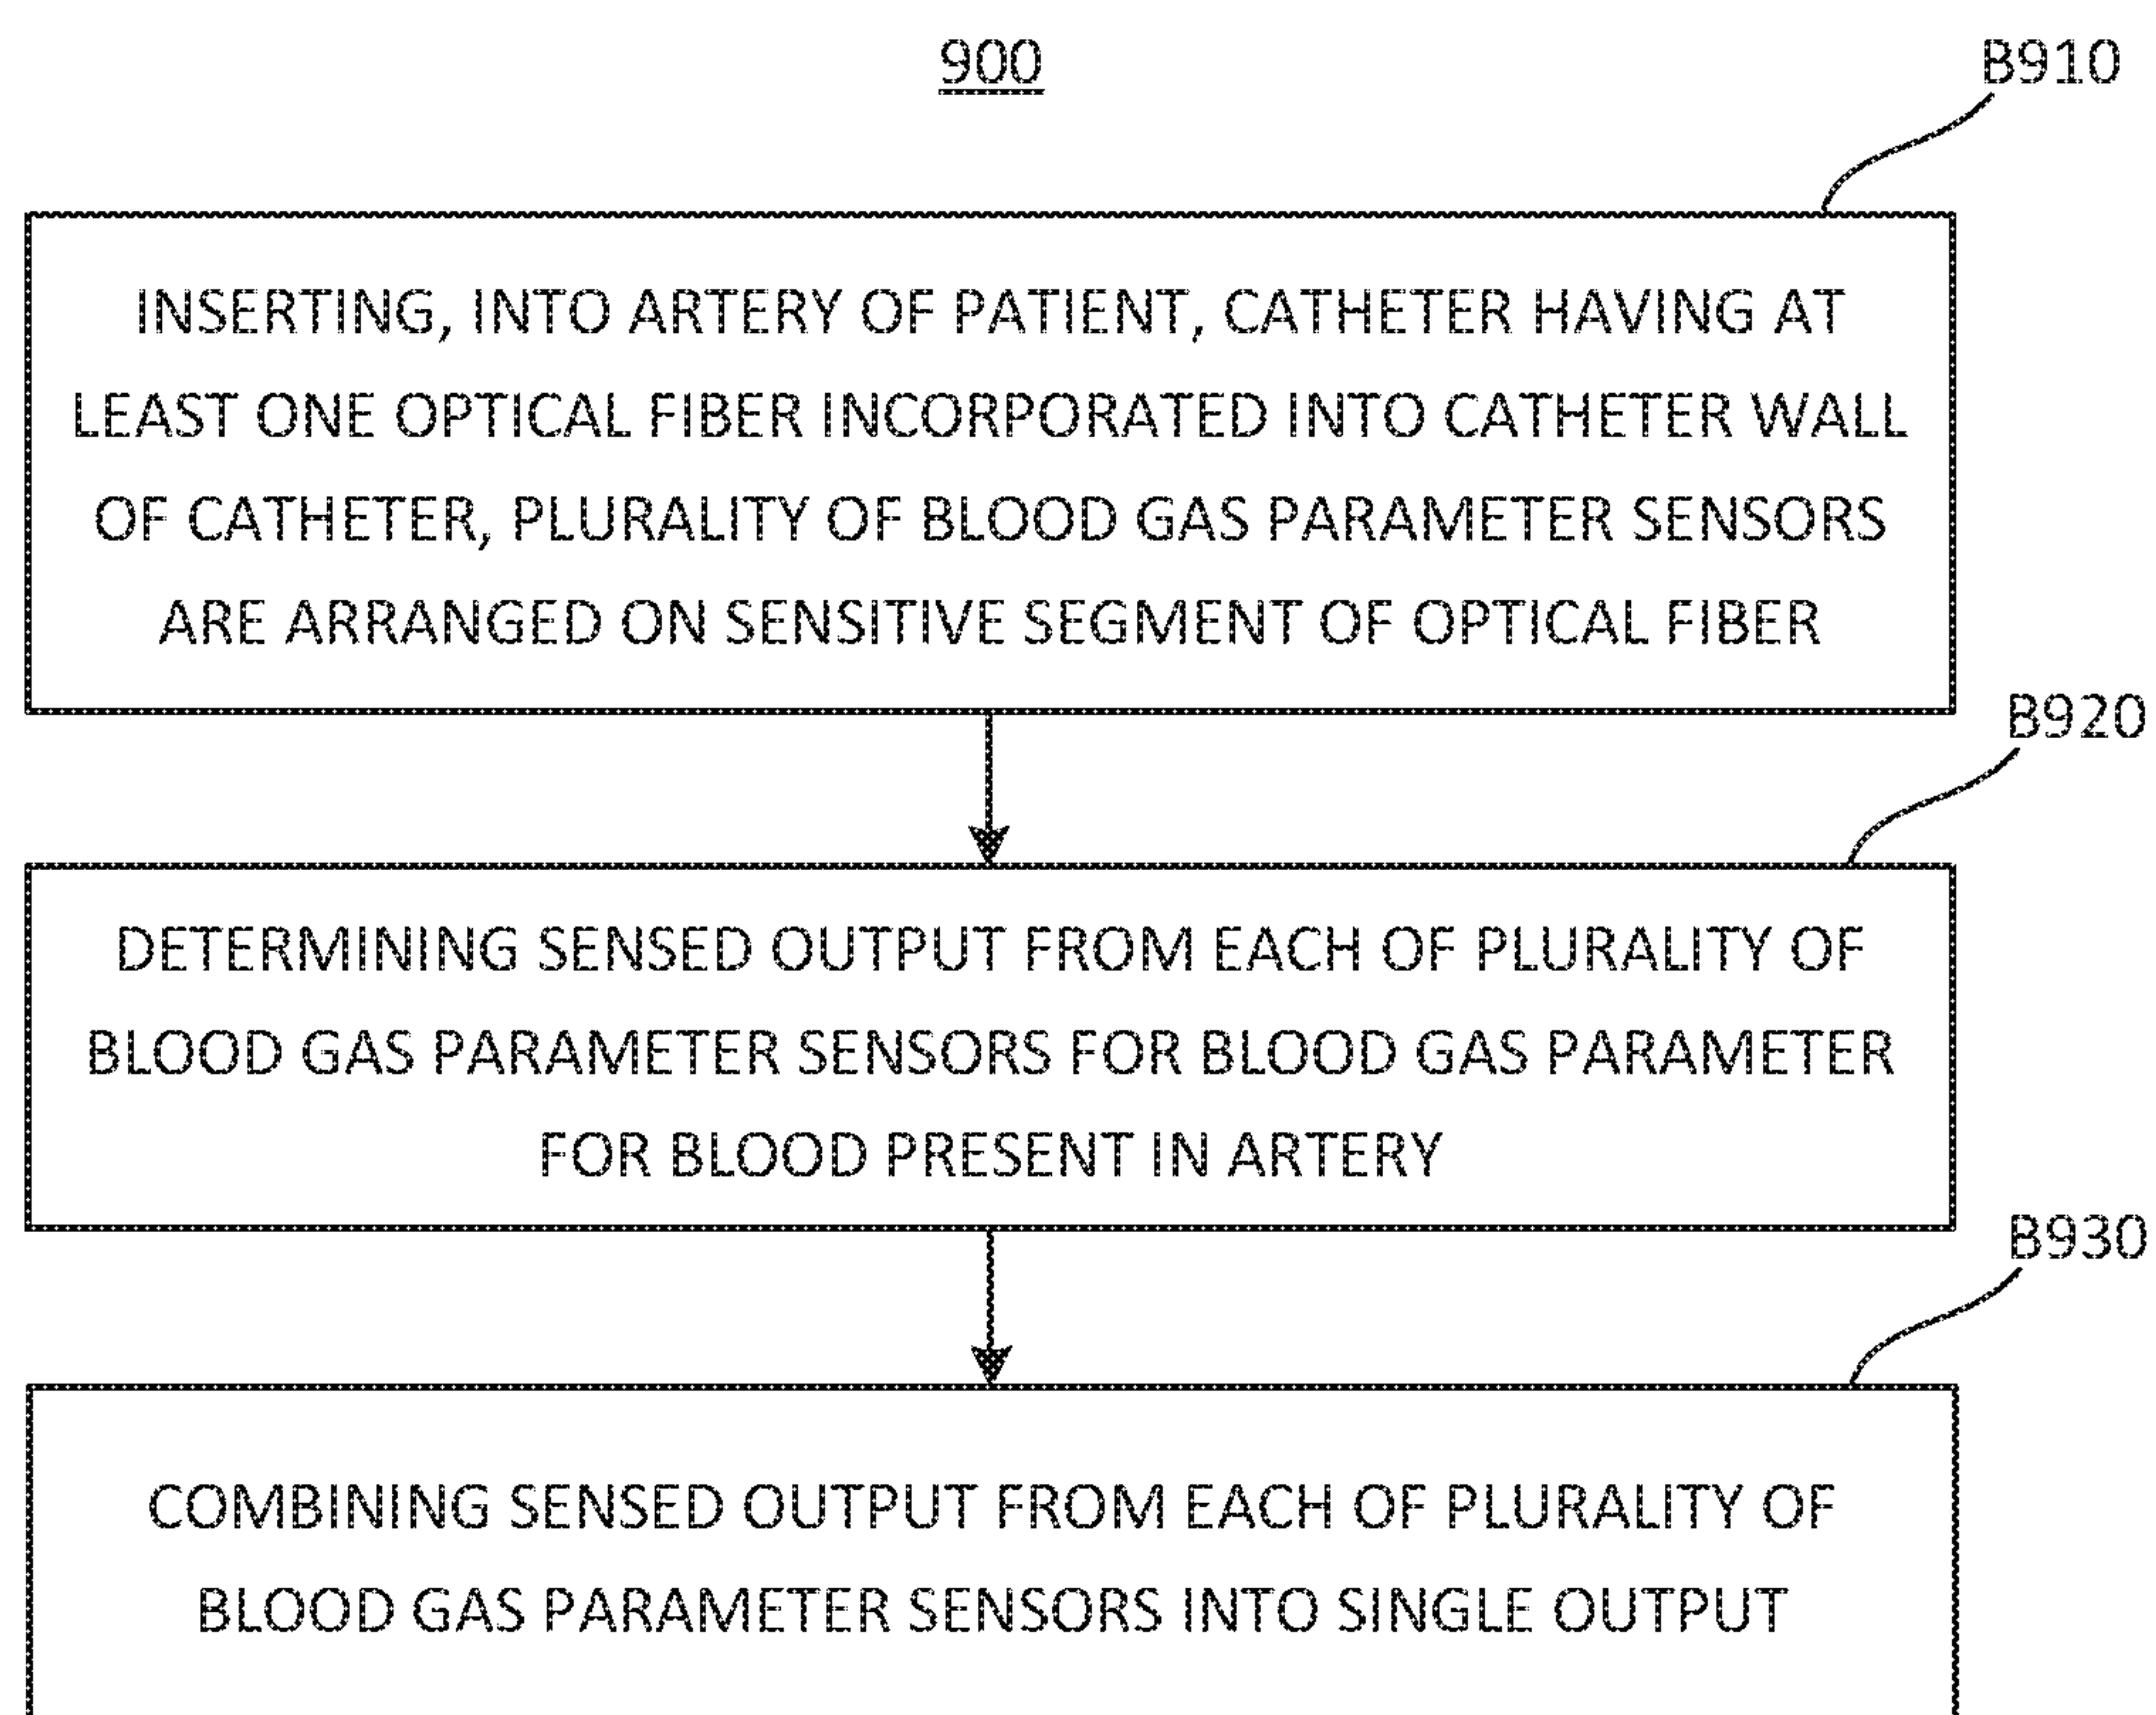 900
B910
INSERTING, INTO ARTERY OF PATIENT, CATHETER HAVING AT
LEAST ONE OPTICAL FIBER INCORPORATED INTO CATHETER WALL
OF CATHETER, PLURALITY OF BLOOD GAS PARAMETER SENSORS
ARE ARRANGED ON SENSITIVE SEGMENT OF OPTICAL FIBER
B920
DETERMINING SENSED OUTPUT FROM EACH OF PLURALITY OF
BLOOD GAS PARAMETER SENSORS FOR BLOOD GAS PARAMETER
FOR BLOOD PRESENT IN ARTERY
B930
COMBINING SENSED OUTPUT FROM EACH OF PLURALITY OF
BLOOD GAS PARAMETER SENSORS INTO SINGLE OUTPUT